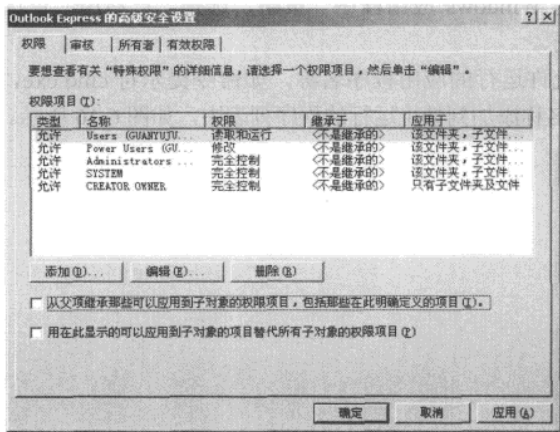 Outlook Express 的高级安全设置
权限 审核 所有者 有效权限
要想查看有关“特殊权限”的详细信息，请选择一个权限项目，然后单击“编辑”。
权限项目(T):
类型 名称 权限 继承于 应用于
允许 Users (GUANYUJU... 读取和运行 <不是继承的> 该文件夹，子文件...
允许 Power Users (GU... 修改 <不是继承的> 该文件夹，子文件...
允许 Administrators ... 完全控制 <不是继承的> 该文件夹，子文件...
允许 SYSTEM 完全控制 <不是继承的> 该文件夹，子文件...
允许 CREATOR OWNER 完全控制 <不是继承的> 只有子文件夹及文件
添加(D)... 编辑(E)... 删除(R)
从父项继承那些可以应用到子对象的权限项目，包括那些在此明确定义的项目(I)。
用在此显示的可以应用到子对象的项目替代所有子对象的权限项目(P)
确定 取消 应用(A)